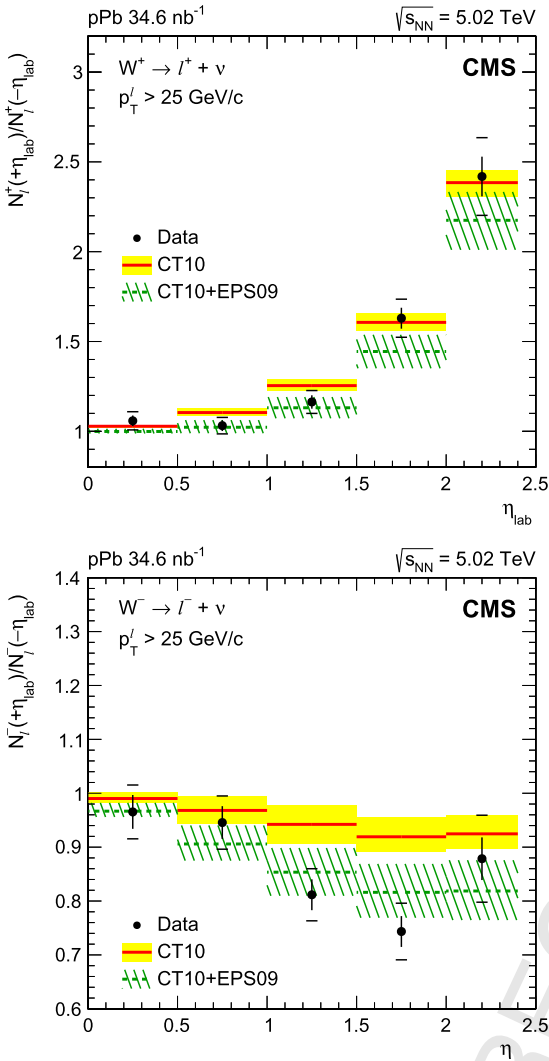 pPb 34.6 nb⁻¹ √s_NN = 5.02 TeV
W⁺ → l⁺ + ν CMS
p_T^l > 25 GeV/c
N_l⁺(+η_lab)/N_l⁺(−η_lab)
3
2.5
2
1.5
1
Data
CT10
CT10+EPS09
0 0.5 1 1.5 2 2.5
η_lab
pPb 34.6 nb⁻¹ √s_NN = 5.02 TeV
W⁻ → l⁻ + ν CMS
p_T^l > 25 GeV/c
N_l⁻(+η_lab)/N_l⁻(−η_lab)
1.4
1.3
1.2
1.1
1
0.9
0.8
0.7
0.6
Data
CT10
CT10+EPS09
0 0.5 1 1.5 2 2.5
η